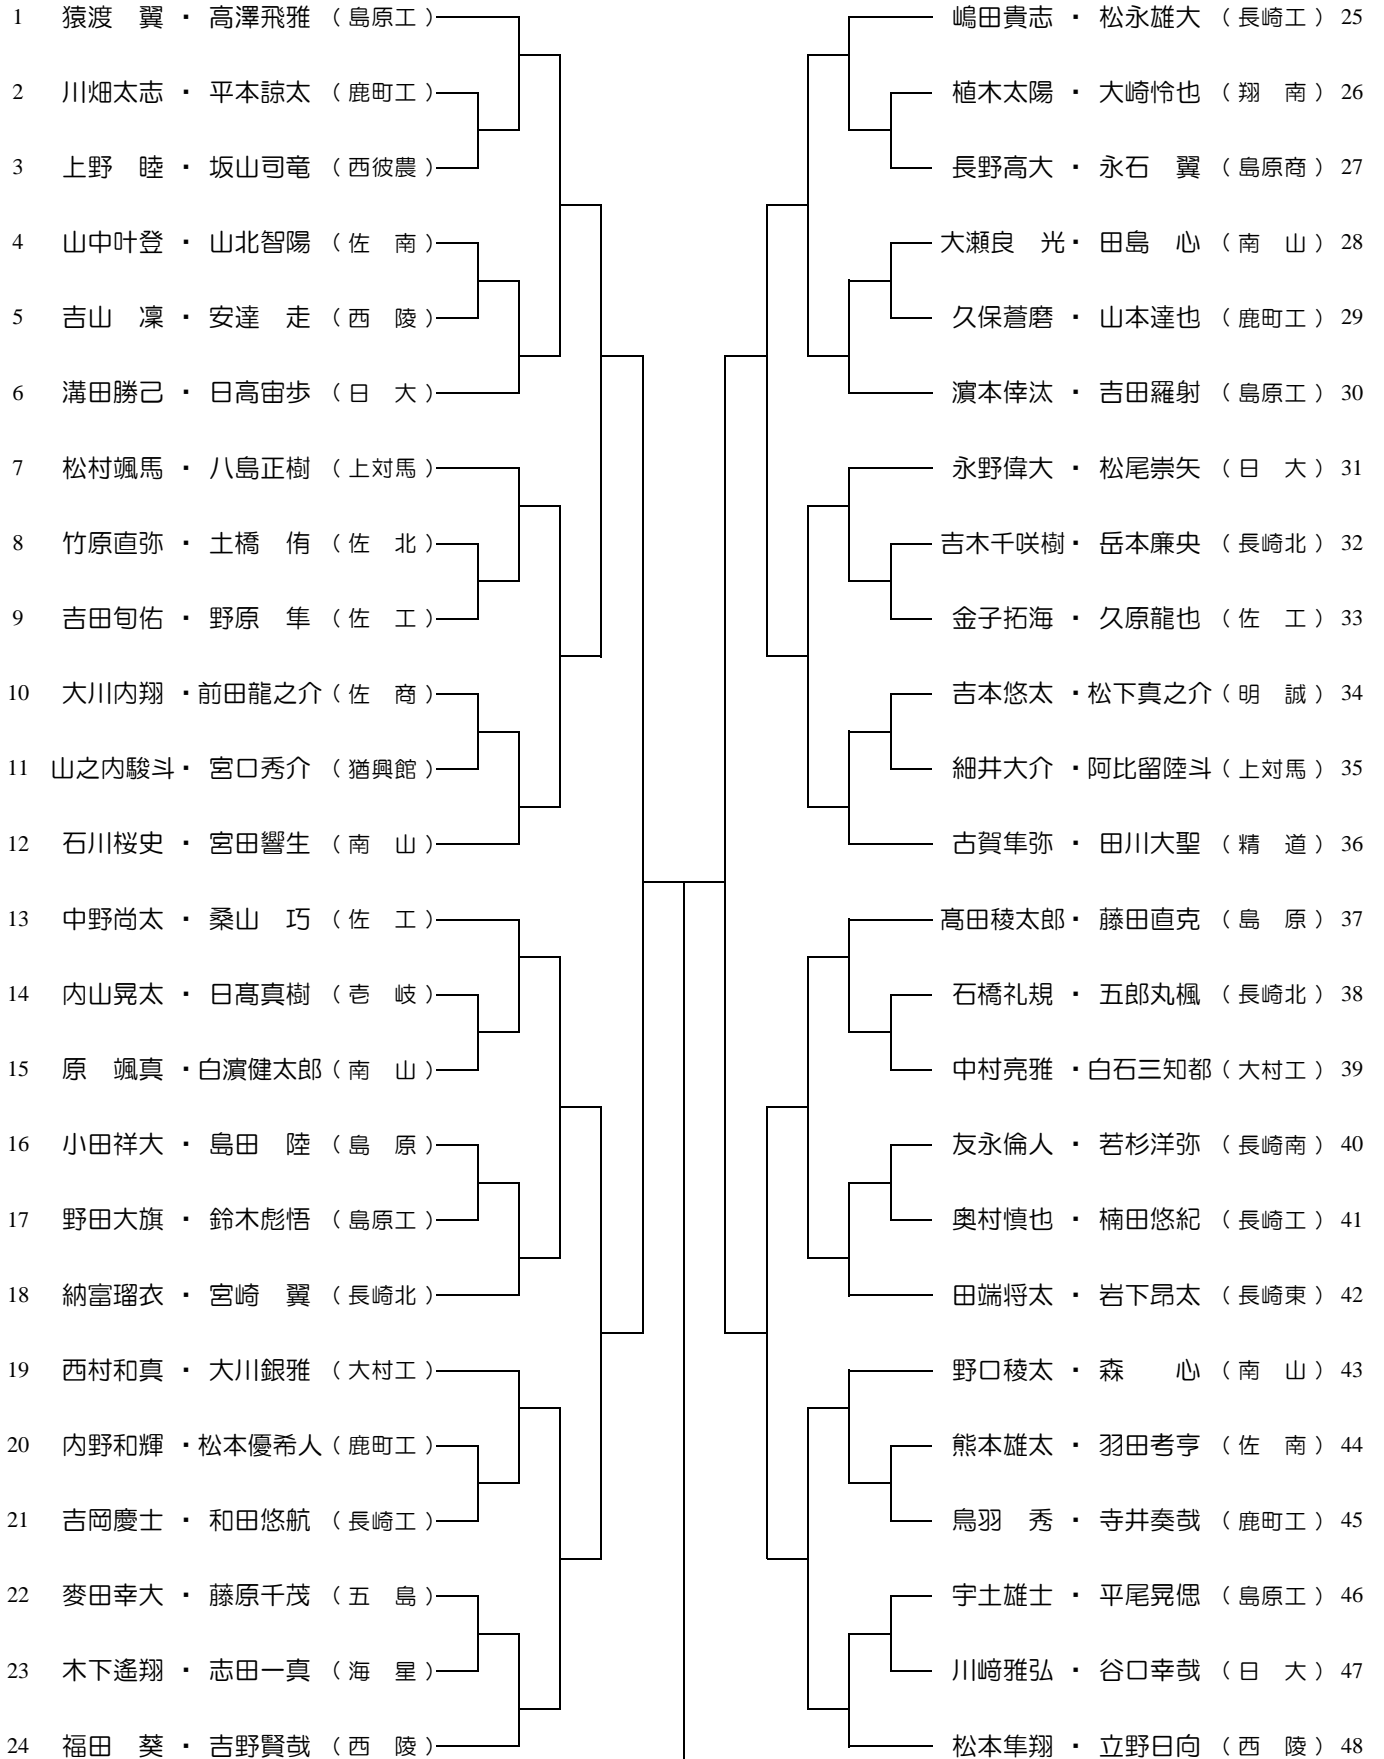 1 猿渡　翼 ・ 高澤飛雅 （ 島原工 ）
2 川畑太志 ・ 平本諒太 （ 鹿町工 ）
3 上野　睦 ・ 坂山司竜 （ 西彼農 ）
4 山中叶登 ・ 山北智陽 （ 佐　南 ）
5 吉山　凜 ・ 安達　走 （ 西　陵 ）
6 溝田勝己 ・ 日高宙歩 （ 日　大 ）
7 松村颯馬 ・ 八島正樹 （ 上対馬 ）
8 竹原直弥 ・ 土橋　侑 （ 佐　北 ）
9 吉田旬佑 ・ 野原　隼 （ 佐　工 ）
10 大川内翔 ・ 前田龍之介 （ 佐　商 ）
11 山之内駿斗 ・ 宮口秀介 （ 猶興館 ）
12 石川桜史 ・ 宮田響生 （ 南　山 ）
13 中野尚太 ・ 桑山　巧 （ 佐　工 ）
14 内山晃太 ・ 日髙真樹 （ 壱　岐 ）
15 原　颯真 ・ 白濵健太郎 （ 南　山 ）
16 小田祥大 ・ 島田　陸 （ 島　原 ）
17 野田大旗 ・ 鈴木彪悟 （ 島原工 ）
18 納富瑠衣 ・ 宮崎　翼 （ 長崎北 ）
19 西村和真 ・ 大川銀雅 （ 大村工 ）
20 内野和輝 ・ 松本優希人 （ 鹿町工 ）
21 吉岡慶士 ・ 和田悠航 （ 長崎工 ）
22 麥田幸大 ・ 藤原千茂 （ 五　島 ）
23 木下遙翔 ・ 志田一真 （ 海　星 ）
24 福田　葵 ・ 吉野賢哉 （ 西　陵 ）
嶋田貴志 ・ 松永雄大 （ 長崎工 ） 25
植木太陽 ・ 大崎怜也 （ 翔　南 ） 26
長野高大 ・ 永石　翼 （ 島原商 ） 27
大瀬良　光 ・ 田島　心 （ 南　山 ） 28
久保蒼磨 ・ 山本達也 （ 鹿町工 ） 29
濵本倖汰 ・ 吉田羅射 （ 島原工 ） 30
永野偉大 ・ 松尾崇矢 （ 日　大 ） 31
吉木千咲樹 ・ 岳本廉央 （ 長崎北 ） 32
金子拓海 ・ 久原龍也 （ 佐　工 ） 33
吉本悠太 ・ 松下真之介 （ 明　誠 ） 34
細井大介 ・ 阿比留陸斗 （ 上対馬 ） 35
古賀隼弥 ・ 田川大聖 （ 精　道 ） 36
髙田稜太郎 ・ 藤田直克 （ 島　原 ） 37
石橋礼規 ・ 五郎丸楓 （ 長崎北 ） 38
中村亮雅 ・ 白石三知都 （ 大村工 ） 39
友永倫人 ・ 若杉洋弥 （ 長崎南 ） 40
奥村慎也 ・ 楠田悠紀 （ 長崎工 ） 41
田端将太 ・ 岩下昂太 （ 長崎東 ） 42
野口稜太 ・ 森　　心 （ 南　山 ） 43
熊本雄太 ・ 羽田考亨 （ 佐　南 ） 44
鳥羽　秀 ・ 寺井奏哉 （ 鹿町工 ） 45
宇土雄士 ・ 平尾晃偲 （ 島原工 ） 46
川﨑雅弘 ・ 谷口幸哉 （ 日　大 ） 47
松本隼翔 ・ 立野日向 （ 西　陵 ） 48